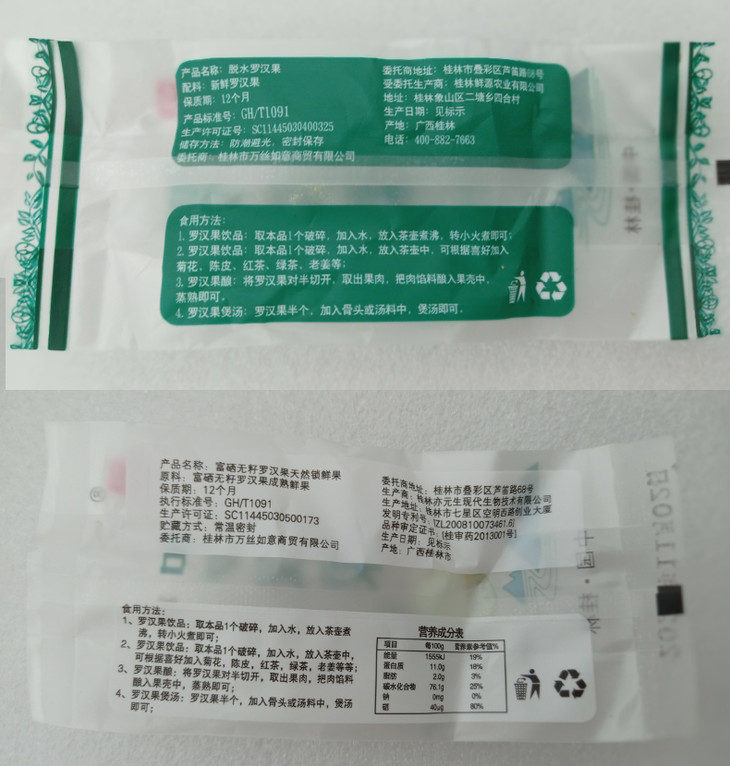 产品名称：脱水罗汉果
配料：新鲜罗汉果
保质期：12个月
产品标准号：GH/T1091
生产许可证号：SC11445030400325
储存方法：防潮避光，密封保存
委托商：桂林市万丝如意商贸有限公司
委托商地址：桂林市叠彩区芦笛路68号
受委托生产商：桂林鲜源农业有限公司
地址：桂林象山区二塘乡四合村
生产日期：见标示
产地：广西桂林
电话：400-882-7663
食用方法：
1. 罗汉果饮品：取本品1个破碎，加入水，放入茶壶煮沸，转小火煮即可；
2. 罗汉果饮品：取本品1个破碎，加入水，放入茶壶中，可根据喜好加入
菊花、陈皮、红茶、绿茶、老姜等；
3. 罗汉果酿：将罗汉果对半切开，取出果肉，把肉馅料酿入果壳中，
蒸熟即可。
4. 罗汉果煲汤：罗汉果半个，加入骨头或汤料中，煲汤即可。
中国·桂林
产品名称：富硒无籽罗汉果天然锁鲜果
原料：富硒无籽罗汉果成熟鲜果
保质期：12个月
执行标准号：GH/T1091
生产许可证：SC11445030500173
贮藏方式：常温密封
委托商：桂林市万丝如意商贸有限公司
委托商地址：桂林市叠彩区芦笛路68号
生产商：桂林亦元生现代生物技术有限公司
生产地址：桂林市七星区空明西路创业大厦
发明专利号：[ZL200810073461.6]
品种审定证书：[桂审药2013001号]
生产日期：见标示
产地：广西桂林市
中国·桂林
食用方法：
1、罗汉果饮品：取本品1个破碎，加入水，放入茶壶煮
沸，转小火煮即可；
2、罗汉果饮品：取本品1个破碎，加入水，放入茶壶中，
可根据喜好加入菊花，陈皮，红茶，绿茶，老姜等等；
3、罗汉果酿：将罗汉果对半切开，取出果肉，把肉馅料
酿入果壳中，蒸熟即可；
4、罗汉果煲汤：罗汉果半个，加入骨头或汤料中，煲汤
即可；
营养成分表
项目 每100g 营养素参考值%
能量 1555kJ 19%
蛋白质 11.0g 18%
脂肪 2.0g 3%
碳水化合物 76.1g 25%
钠 0mg 0%
硒 40μg 80%